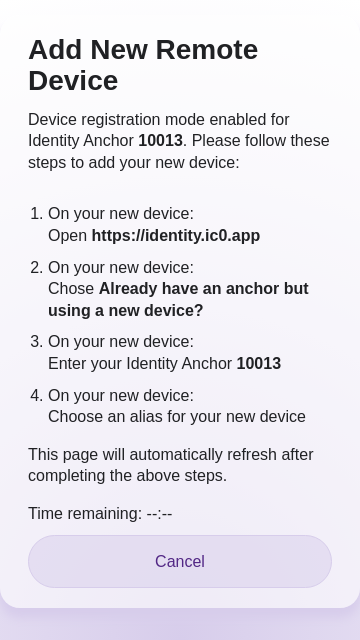 Add New Remote
Device
Device registration mode enabled for
Identity Anchor 10013. Please follow these
steps to add your new device:
1. On your new device:
Open https://identity.ic0.app
2. On your new device:
Chose Already have an anchor but
using a new device?
3. On your new device:
Enter your Identity Anchor 10013
4. On your new device:
Choose an alias for your new device
This page will automatically refresh after
completing the above steps.
Time remaining: --:--
Cancel